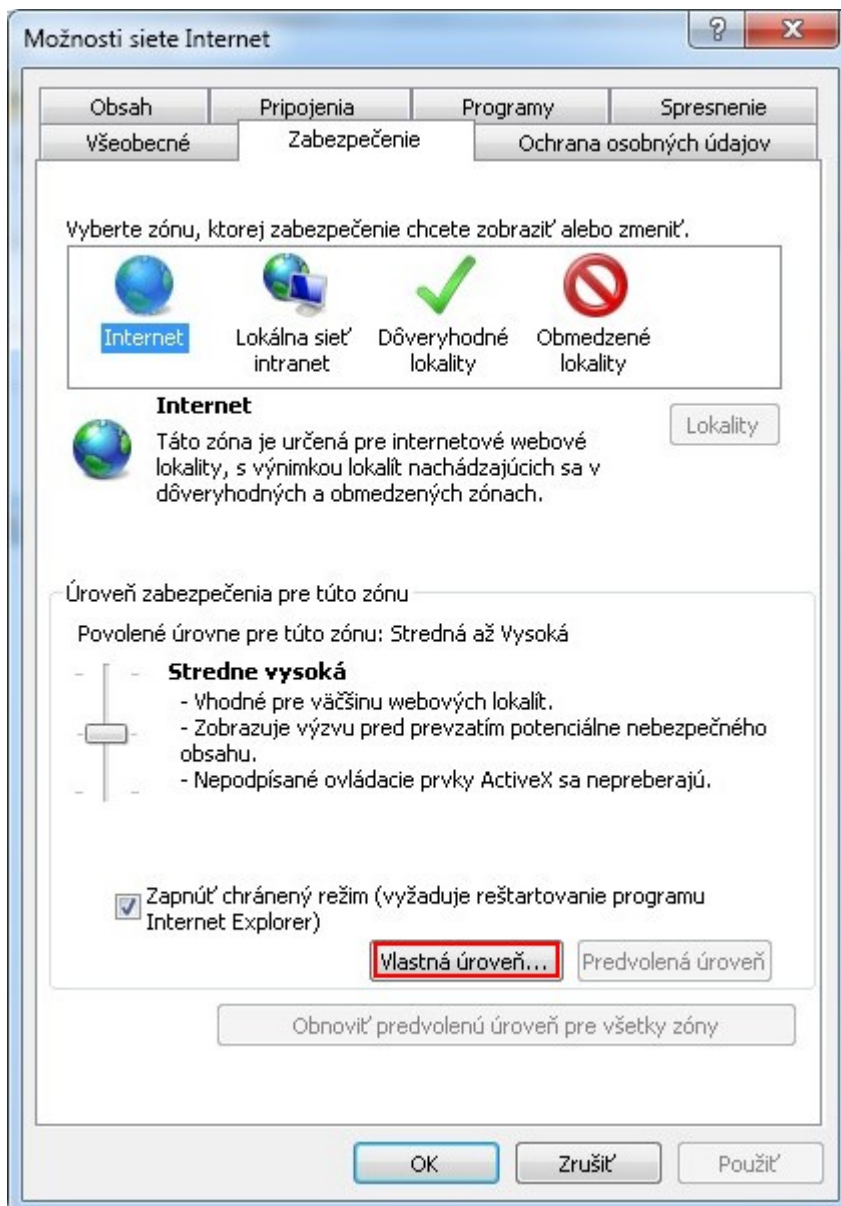 Možnosti siete Internet
Obsah
Pripojenia
Programy
Spresnenie
Všeobecné
Zabezpečenie
Ochrana osobných údajov
Vyberte zónu, ktorej zabezpečenie chcete zobraziť alebo zmeniť.
Internet
Lokálna sieť
intranet
Dôveryhodné
lokality
Obmedzené
lokality
Internet
Lokality
Táto zóna je určená pre internetové webové
lokality, s výnimkou lokalít nachádzajúcich sa v
dôveryhodných a obmedzených zónach.
Úroveň zabezpečenia pre túto zónu
Povolené úrovne pre túto zónu: Stredná až Vysoká
Stredne vysoká
- Vhodné pre väčšinu webových lokalít.
- Zobrazuje výzvu pred prevzatím potenciálne nebezpečného
obsahu.
- Nepodpísané ovládacie prvky ActiveX sa nepreberajú.
Zapnúť chránený režim (vyžaduje reštartovanie programu
Internet Explorer)
Vlastná úroveň...
Predvolená úroveň
Obnoviť predvolenú úroveň pre všetky zóny
OK
Zrušiť
Použiť